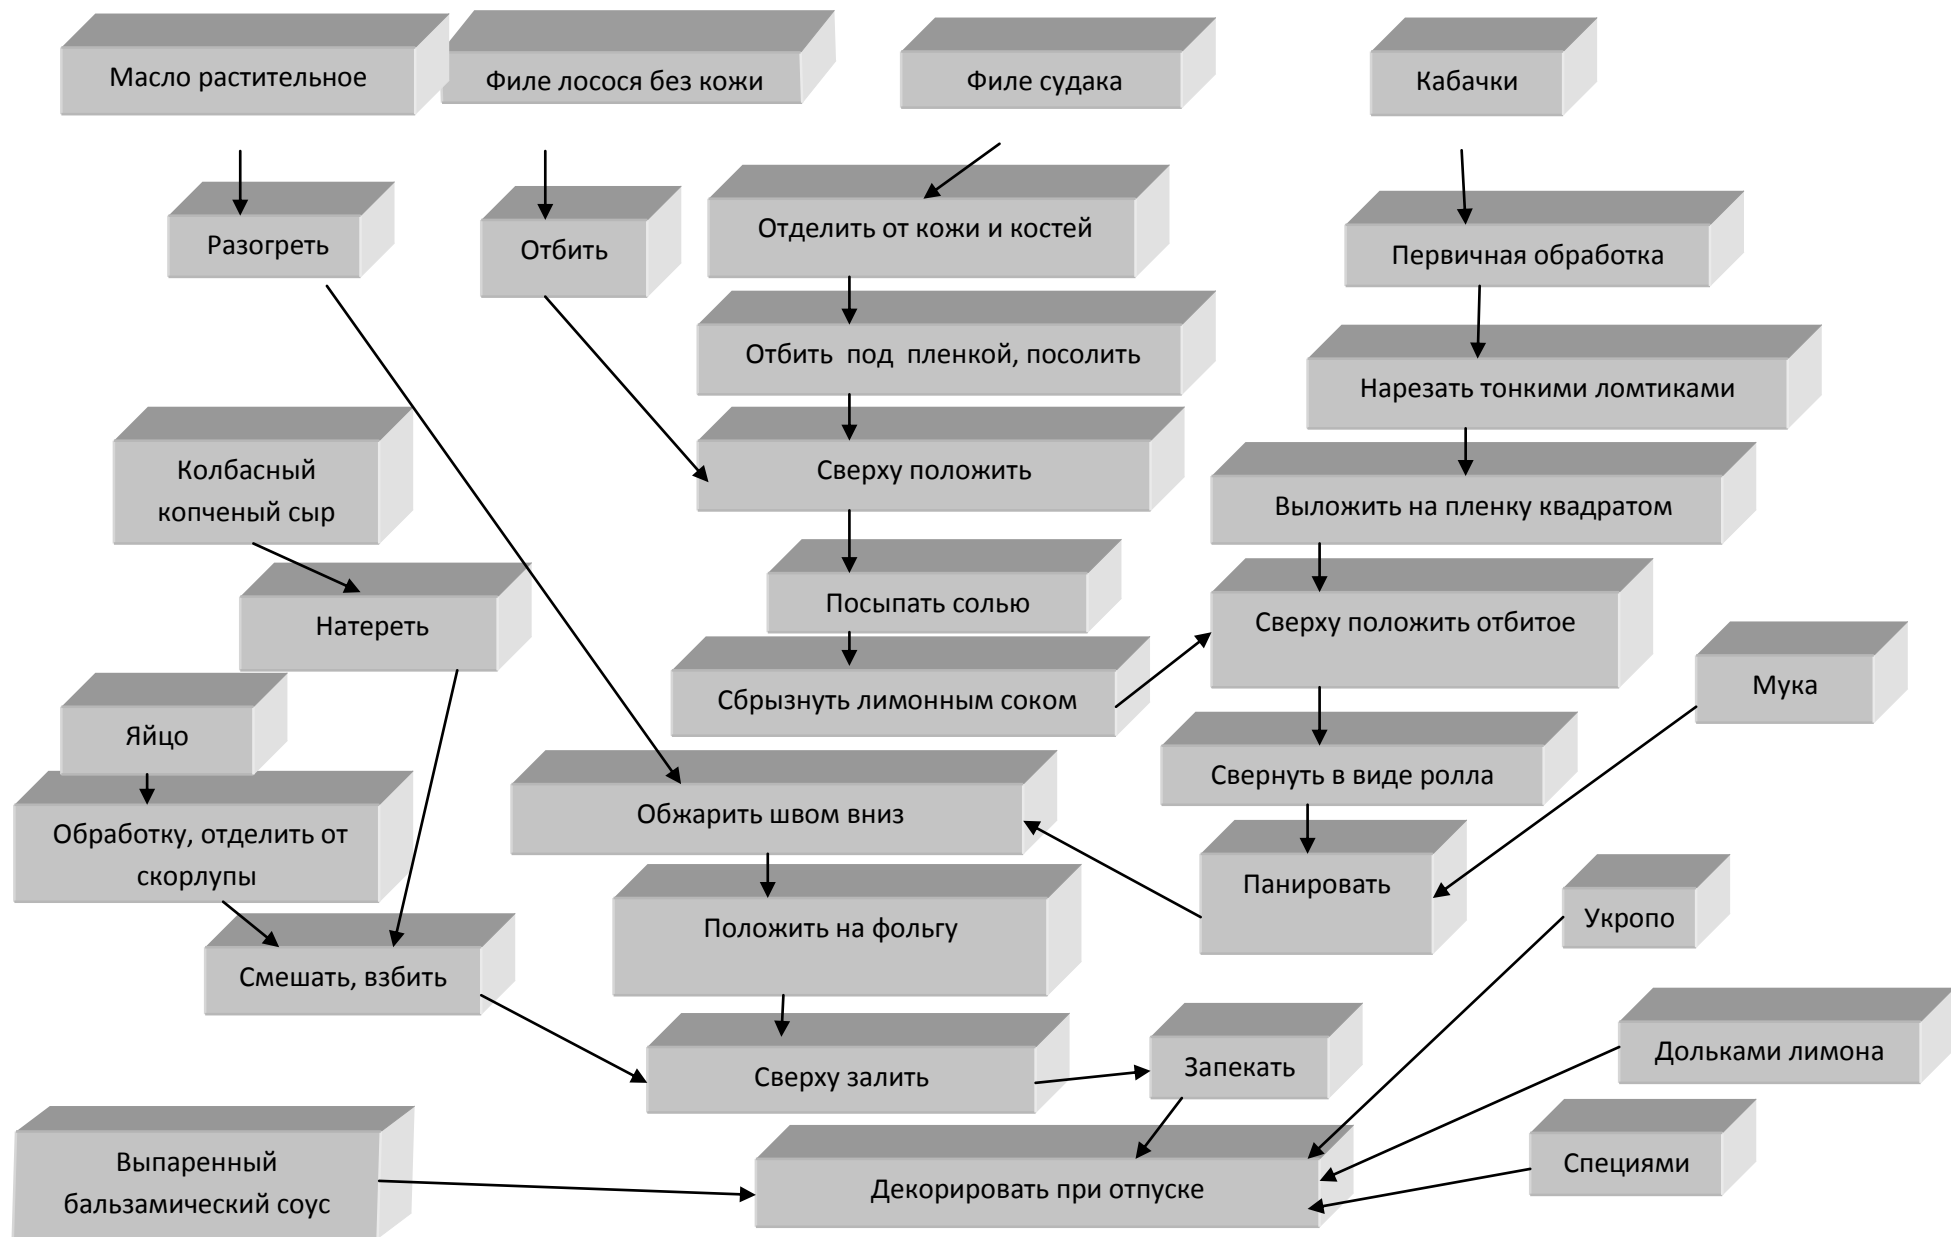 Масло растительное
Филе лосося без кожи
Филе судака
Кабачки
Разогреть
Отбить
Отделить от кожи и костей
Первичная обработка
Отбить под пленкой, посолить
Нарезать тонкими ломтиками
Колбасный
копченый сыр
Сверху положить
Выложить на пленку квадратом
Натереть
Посыпать солью
Сверху положить отбитое
Мука
Сбрызнуть лимонным соком
Яйцо
Свернуть в виде ролла
Обжарить швом вниз
Обработку, отделить от
скорлупы
Панировать
Укропо
Положить на фольгу
Смешать, взбить
Дольками лимона
Сверху залить
Запекать
Выпаренный
бальзамический соус
Декорировать при отпуске
Специями